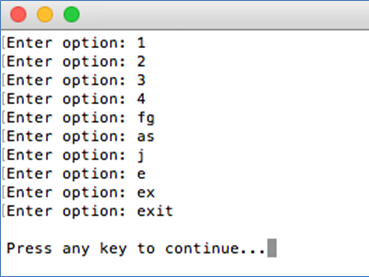 Enter option: 1
Enter option: 2
Enter option: 3
Enter option: 4
Enter option: fg
Enter option: as
Enter option: j
Enter option: e
Enter option: ex
Enter option: exit
Press any key to continue...